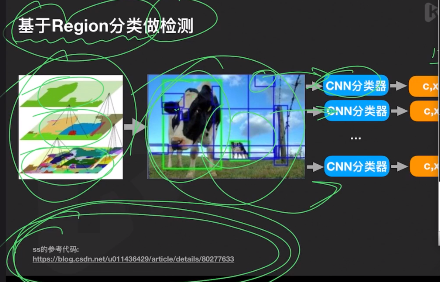 基于Region分类做检测
CNN分类器
c,x
CNN分类器
c,x
...
CNN分类器
c,x
ss的参考代码:
https://blog.csdn.net/u011436429/article/details/80277633